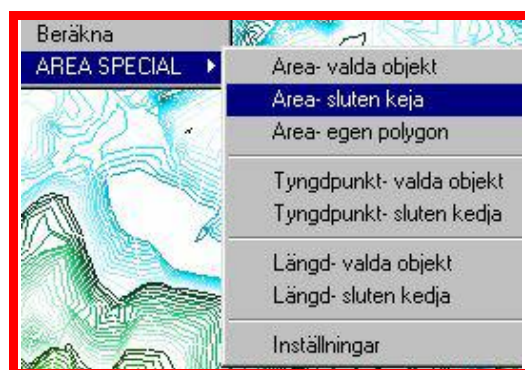 Beräkna
AREA SPECIAL
Area- valda objekt
Area- sluten keja
Area- egen polygon
Tyngdpunkt- valda objekt
Tyngdpunkt- sluten kedja
Längd- valda objekt
Längd- sluten kedja
Inställningar